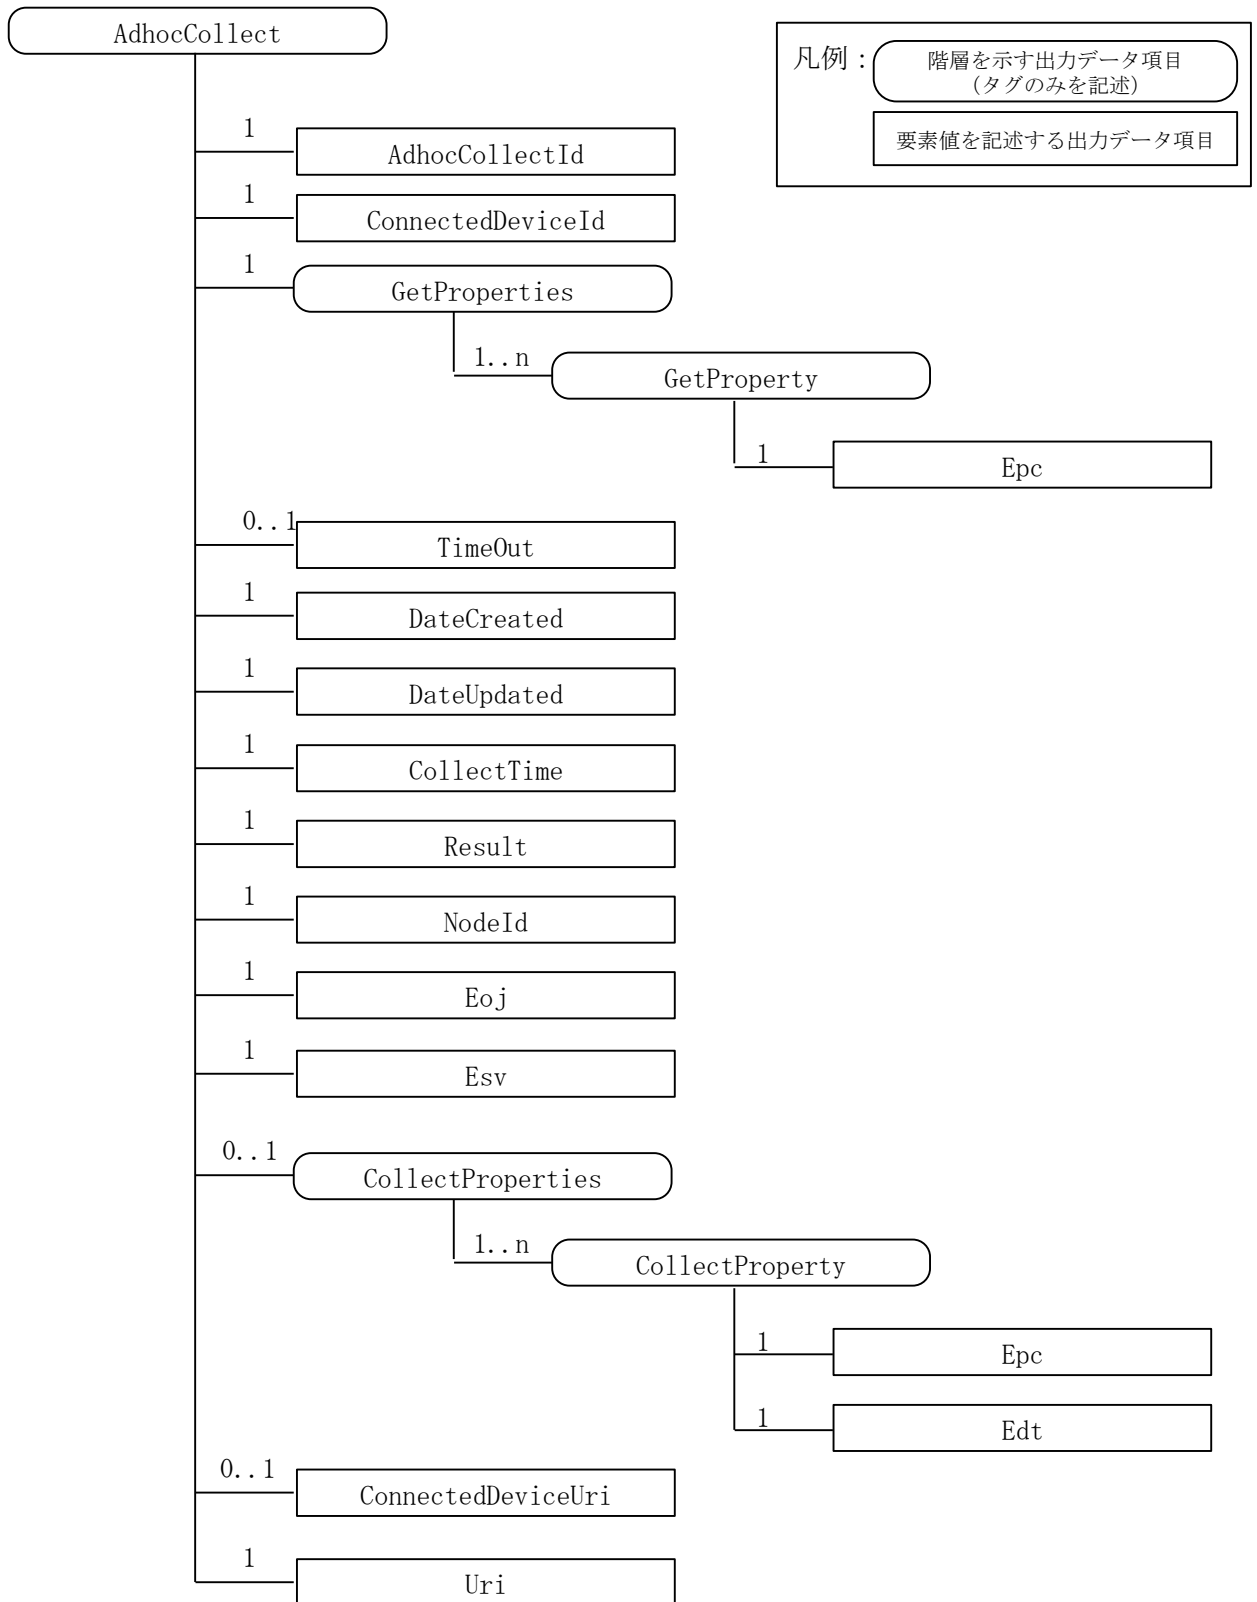 AdhocCollect
凡例：
階層を示す出力データ項目
（タグのみを記述）
要素値を記述する出力データ項目
1
AdhocCollectId
1
ConnectedDeviceId
1
GetProperties
1..n
GetProperty
1
Epc
0..1
TimeOut
1
DateCreated
1
DateUpdated
1
CollectTime
1
Result
1
NodeId
1
Eoj
1
Esv
0..1
CollectProperties
1..n
CollectProperty
1
Epc
1
Edt
0..1
ConnectedDeviceUri
1
Uri